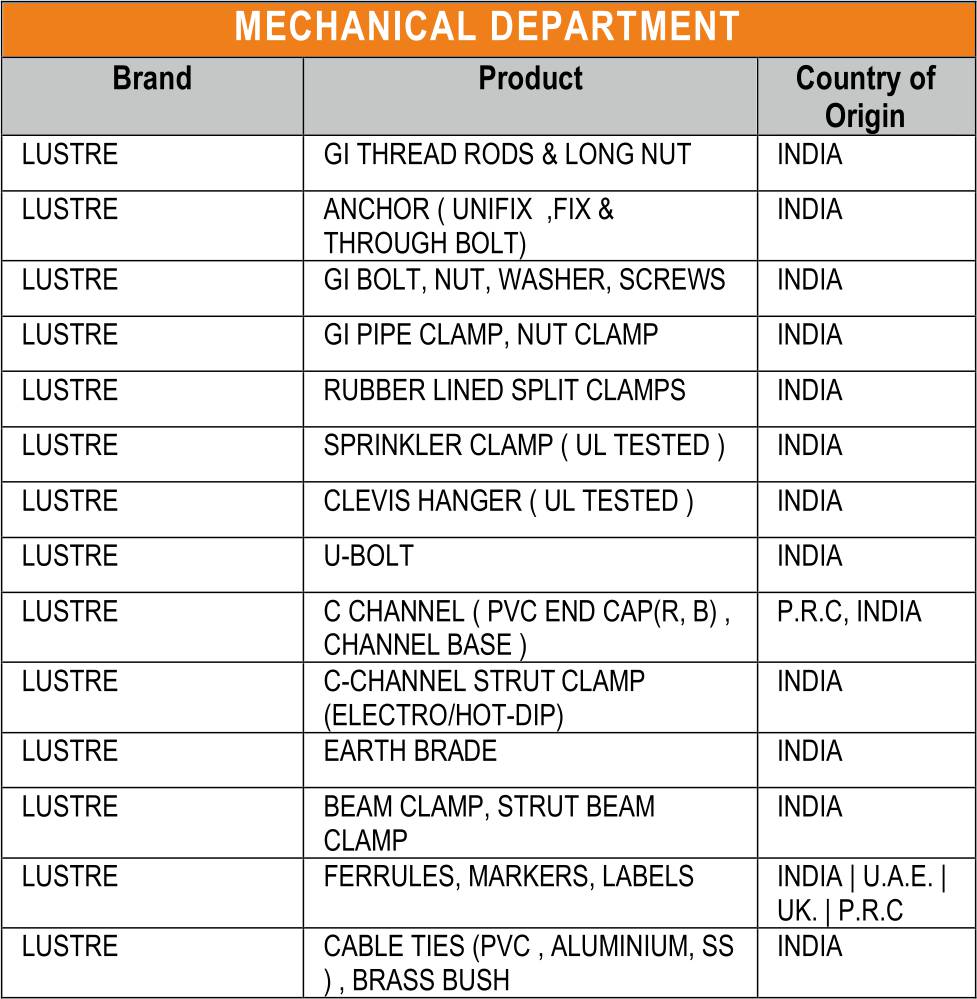 MECHANICAL DEPARTMENT
Brand Product Country of
Origin
LUSTRE GI THREAD RODS & LONG NUT INDIA
LUSTRE ANCHOR ( UNIFIX ,FIX & INDIA
THROUGH BOLT)
LUSTRE GI BOLT, NUT, WASHER, SCREWS INDIA
LUSTRE GI PIPE CLAMP, NUT CLAMP INDIA
LUSTRE RUBBER LINED SPLIT CLAMPS INDIA
LUSTRE SPRINKLER CLAMP ( UL TESTED ) INDIA
LUSTRE CLEVIS HANGER ( UL TESTED ) INDIA
LUSTRE U-BOLT INDIA
LUSTRE C CHANNEL ( PVC END CAP(R, B) , P.R.C, INDIA
CHANNEL BASE )
LUSTRE C-CHANNEL STRUT CLAMP INDIA
(ELECTRO/HOT-DIP)
LUSTRE EARTH BRADE INDIA
LUSTRE BEAM CLAMP, STRUT BEAM INDIA
CLAMP
LUSTRE FERRULES, MARKERS, LABELS INDIA | U.A.E. |
UK. | P.R.C
LUSTRE CABLE TIES (PVC , ALUMINIUM, SS INDIA
) , BRASS BUSH